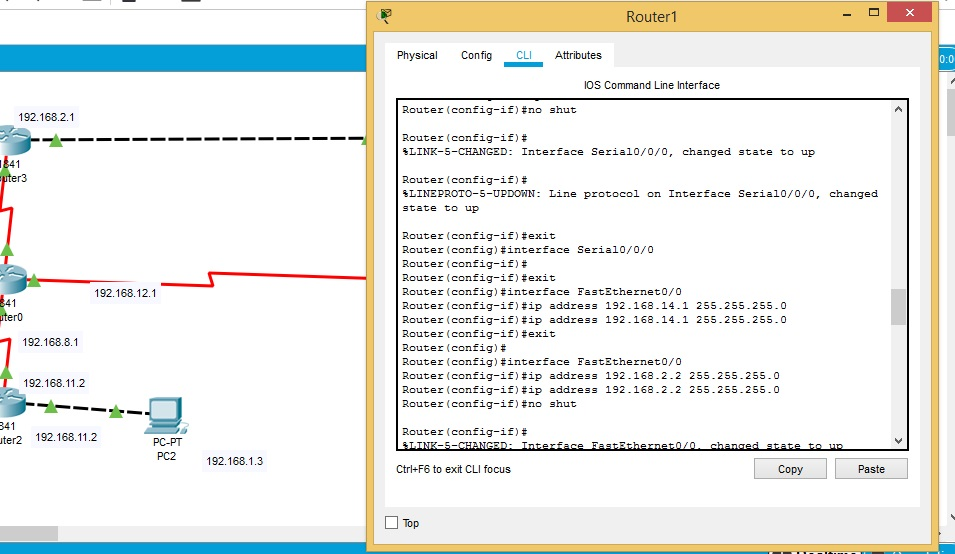 Router1
Physical Config CLI Attributes
IOS Command Line Interface
Router(config-if)#no shut
Router(config-if)#
%LINK-5-CHANGED: Interface Serial0/0/0, changed state to up
Router(config-if)#
%LINEPROTO-5-UPDOWN: Line protocol on Interface Serial0/0/0, changed
state to up
Router(config-if)#exit
Router(config)#interface Serial0/0/0
Router(config-if)#
Router(config-if)#exit
Router(config)#interface FastEthernet0/0
Router(config-if)#ip address 192.168.14.1 255.255.255.0
Router(config-if)#ip address 192.168.14.1 255.255.255.0
Router(config-if)#exit
Router(config)#
Router(config)#interface FastEthernet0/0
Router(config-if)#ip address 192.168.2.2 255.255.255.0
Router(config-if)#ip address 192.168.2.2 255.255.255.0
Router(config-if)#no shut
Router(config-if)#
%LINK-5-CHANGED: Interface FastEthernet0/0, changed state to up
Ctrl+F6 to exit CLI focus
Copy
Paste
Top
192.168.2.1
1841
uter3
192.168.12.1
841
uter0
192.168.8.1
192.168.11.2
841
uter2
192.168.11.2
PC-PT
PC2
192.168.1.3